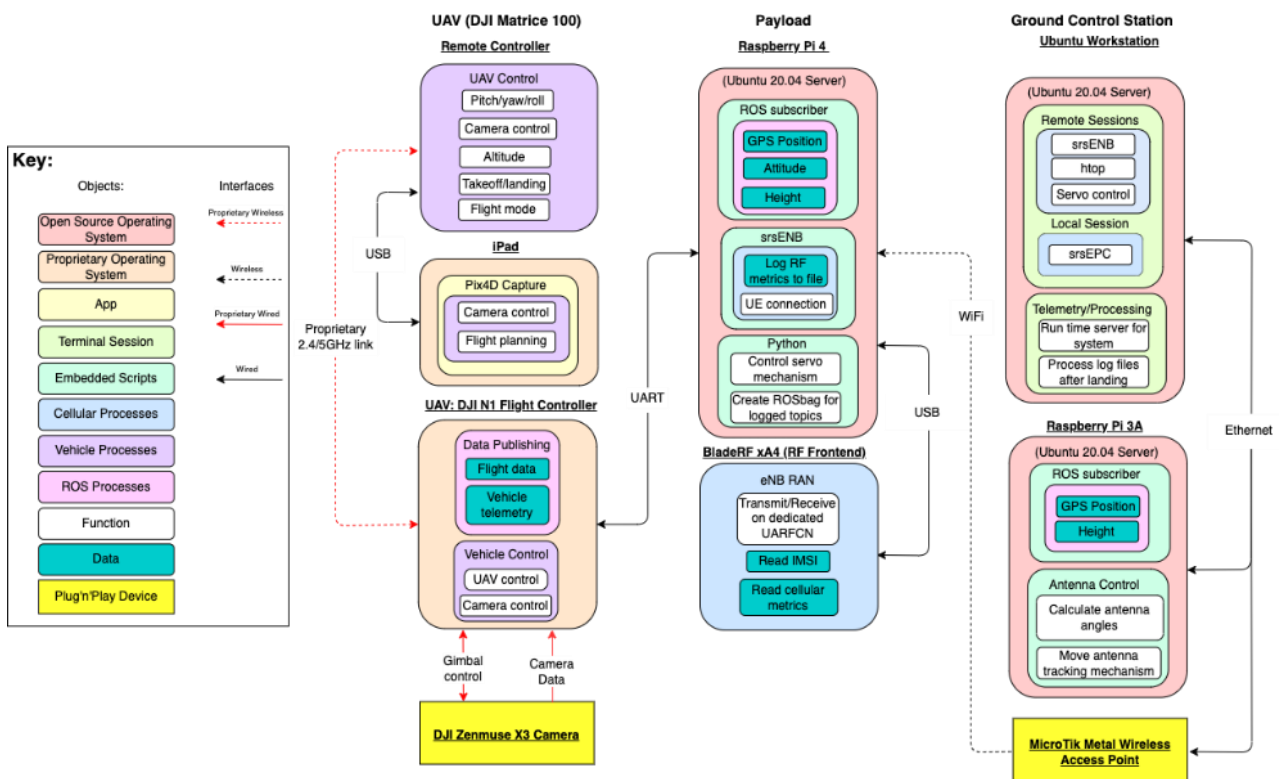 UAV (DJI Matrice 100)
Remote Controller
UAV Control
Pitch/yaw/roll
Camera control
Altitude
Takeoff/landing
Flight mode
iPad
Pix4D Capture
Camera control
Flight planning
UAV: DJI N1 Flight Controller
Data Publishing
Flight data
Vehicle
telemetry
Vehicle Control
UAV control
Camera control
Gimbal
control
Camera
Data
DJI Zenmuse X3 Camera
Key:
Objects:
Interfaces
Open Source Operating
System
Proprietary Operating
System
App
Terminal Session
Embedded Scripts
Cellular Processes
Vehicle Processes
ROS Processes
Function
Data
Plug'n'Play Device
Proprietary Wireless
Wireless
Proprietary Wired
Wired
USB
Proprietary
2.4/5GHz link
UART
Payload
Raspberry Pi 4
(Ubuntu 20.04 Server)
ROS subscriber
GPS Position
Attitude
Height
srsENB
Log RF
metrics to file
UE connection
Python
Control servo
mechanism
Create ROSbag for
logged topics
BladeRF xA4 (RF Frontend)
eNB RAN
Transmit/Receive
on dedicated
UARFCN
Read IMSI
Read cellular
metrics
WiFi
USB
Ground Control Station
Ubuntu Workstation
(Ubuntu 20.04 Server)
Remote Sessions
srsENB
htop
Servo control
Local Session
srsEPC
Telemetry/Processing
Run time server for
system
Process log files
after landing
Ethernet
Raspberry Pi 3A
(Ubuntu 20.04 Server)
ROS subscriber
GPS Position
Height
Antenna Control
Calculate antenna
angles
Move antenna
tracking mechanism
MicroTik Metal Wireless
Access Point